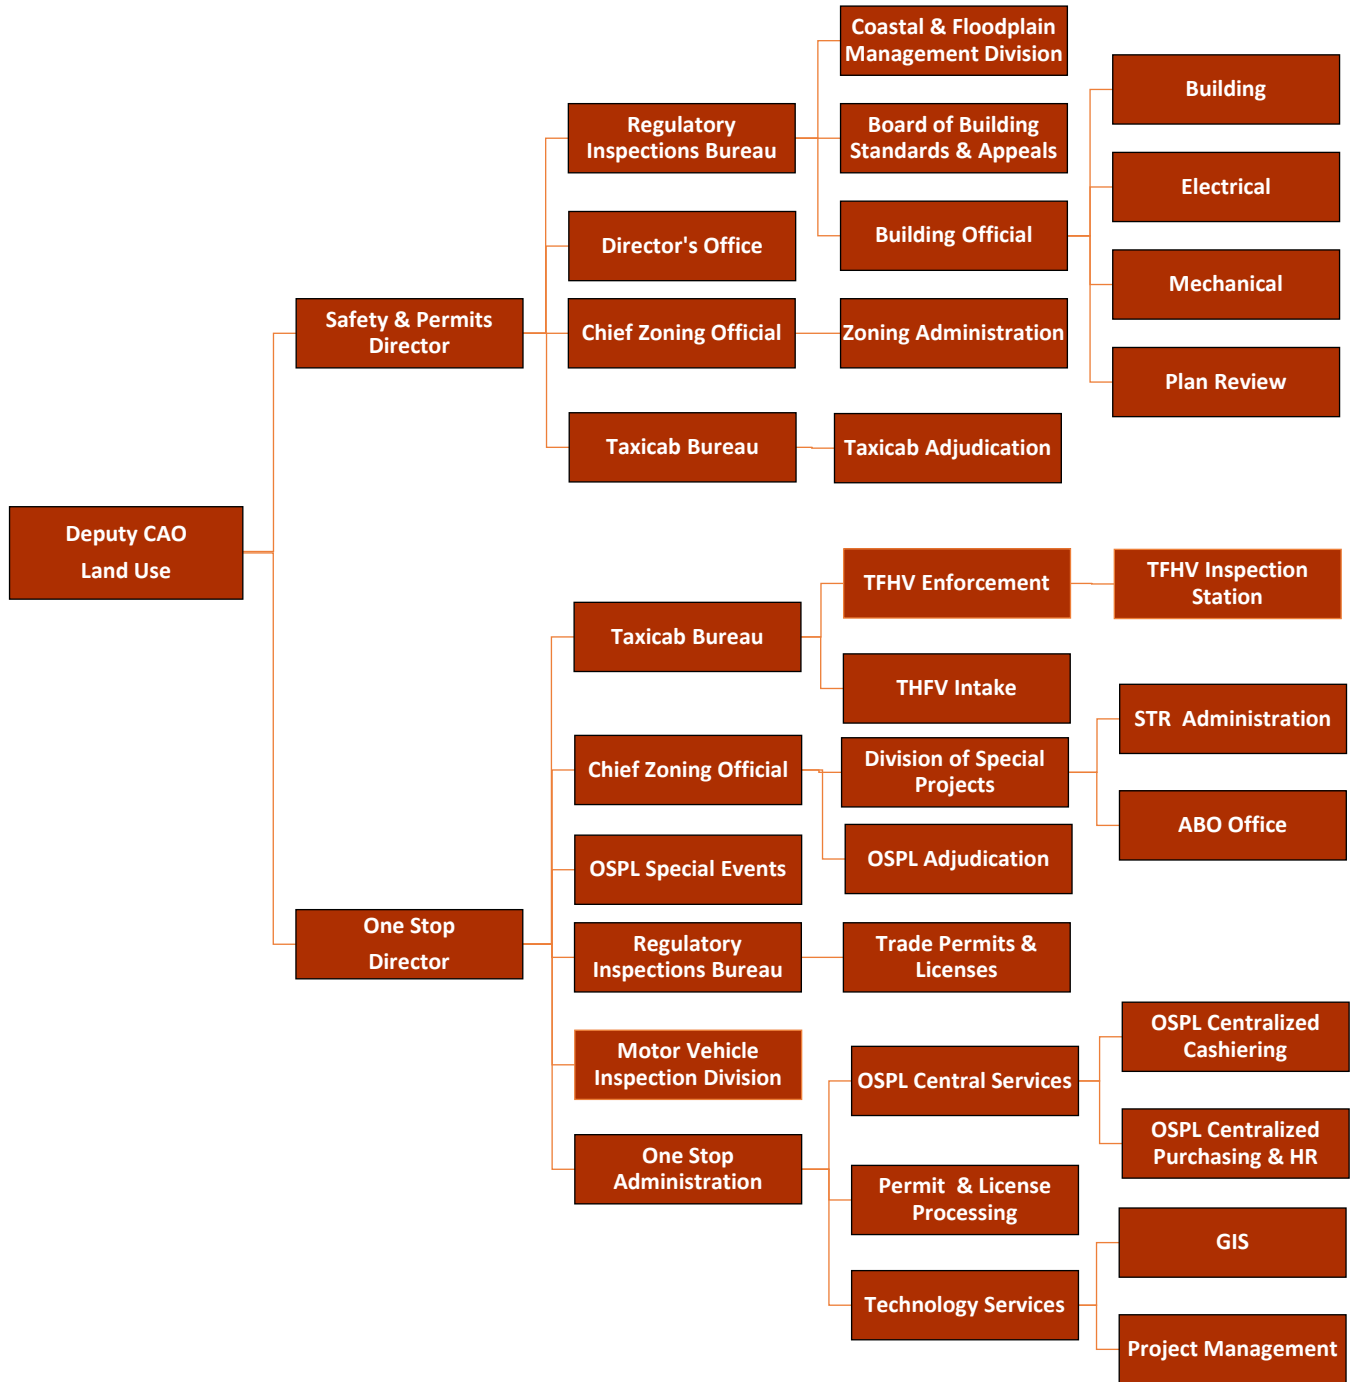 Coastal & Floodplain
Management Division
Building
Regulatory
Inspections Bureau
Board of Building
Standards & Appeals
Electrical
Director's Office
Building Official
Mechanical
Safety & Permits
Director
Chief Zoning Official
Zoning Administration
Plan Review
Taxicab Bureau
Taxicab Adjudication
Deputy CAO
Land Use
TFHV Enforcement
TFHV Inspection
Station
Taxicab Bureau
THFV Intake
STR  Administration
Chief Zoning Official
Division of Special
Projects
ABO Office
OSPL Special Events
OSPL Adjudication
One Stop
Director
Regulatory
Inspections Bureau
Trade Permits &
Licenses
Motor Vehicle
Inspection Division
OSPL Central Services
OSPL Centralized
Cashiering
OSPL Centralized
Purchasing & HR
One Stop
Administration
Permit  & License
Processing
GIS
Technology Services
Project Management